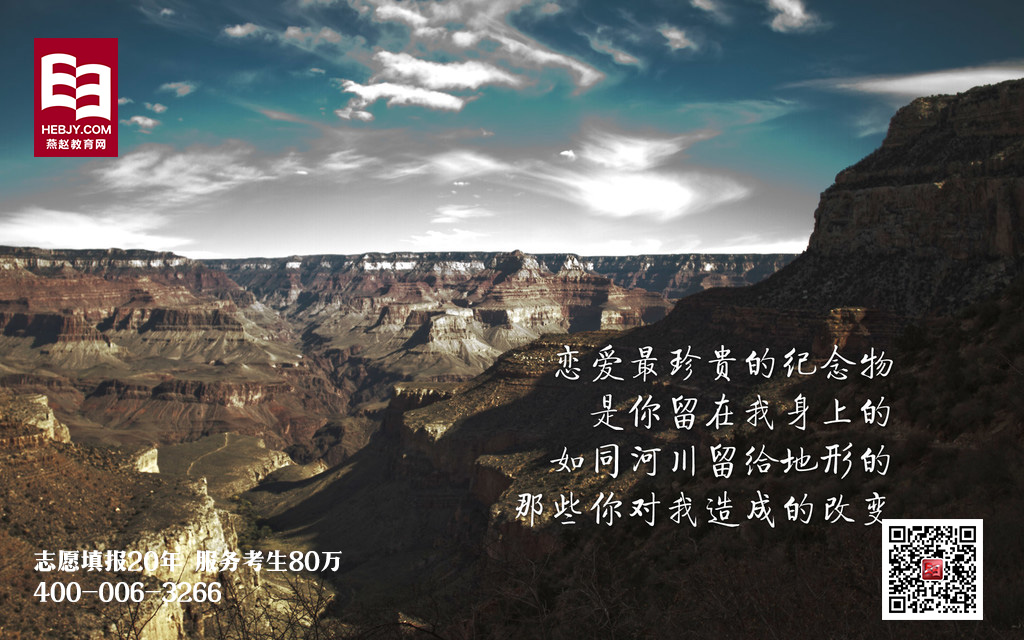 HEBJY.COM
燕赵教育网
恋爱最珍贵的纪念物
是你留在我身上的
如同河川留给地形的
那些你对我造成的改变
志愿填报20年 服务考生80万
400-006-3266